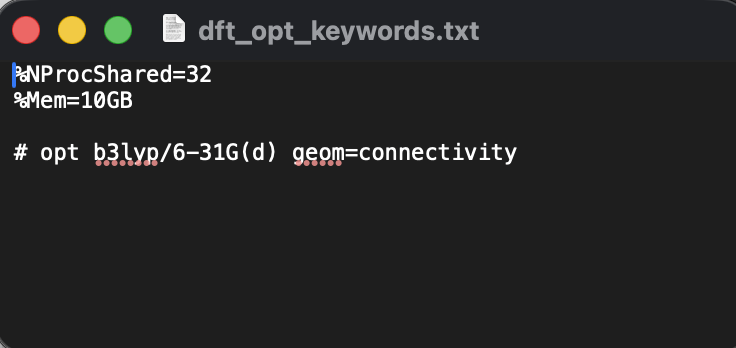 dft_opt_keywords.txt
%NProcShared=32
%Mem=10GB
# opt b3lyp/6-31G(d) geom=connectivity